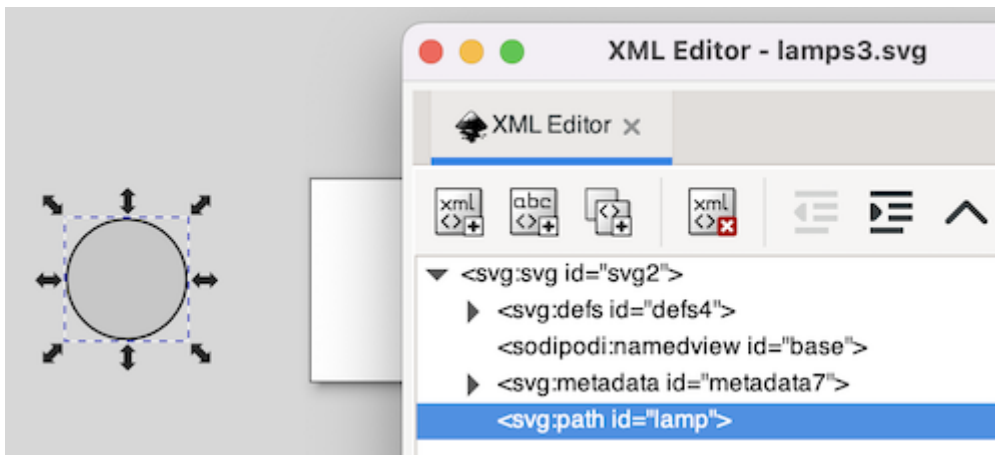 XML Editor - lamps3.svg
XML Editor ×
xml
<>+
abc
<>+
<>+
xml
<>×
<svg:svg id="svg2">
<svg:defs id="defs4">
<sodipodi:namedview id="base">
<svg:metadata id="metadata7">
<svg:path id="lamp">